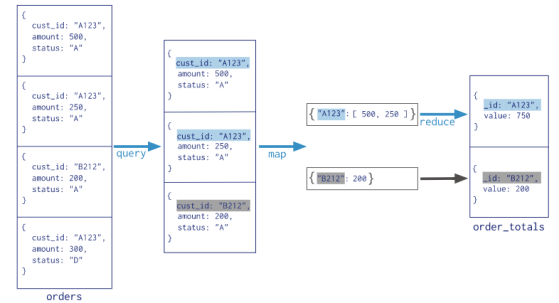 {
cust_id: "A123",
amount: 500,
status: "A"
}
{
cust_id: "A123",
amount: 250,
status: "A"
}
{
cust_id: "B212",
amount: 200,
status: "A"
}
{
cust_id: "A123",
amount: 300,
status: "D"
}
orders
query
{
cust_id: "A123",
amount: 500,
status: "A"
}
{
cust_id: "A123",
amount: 250,
status: "A"
}
{
cust_id: "B212",
amount: 200,
status: "A"
}
map
{"A123": [ 500, 250 ]}
{"B212": 200}
reduce
{
_id: "A123",
value: 750
}
{
_id: "B212",
value: 200
}
order_totals